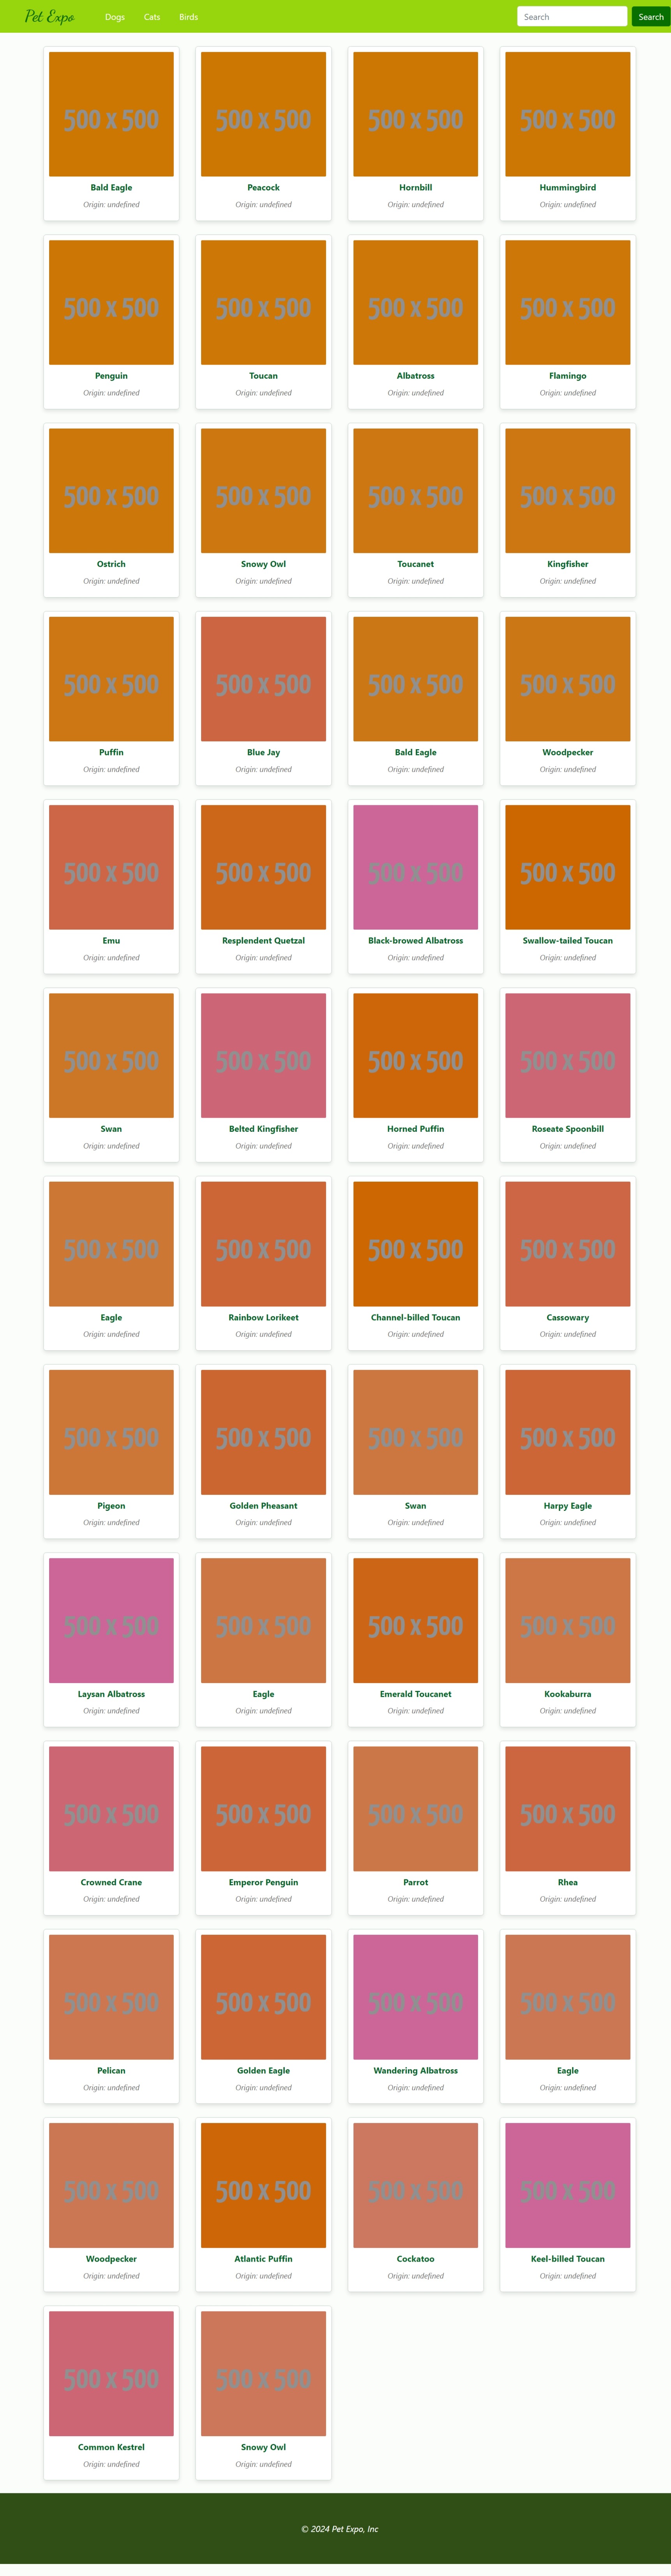 Pet Expo Dogs Cats Birds Search Search
500 x 500 500 x 500 500 x 500 500 x 500
Bald Eagle Peacock Hornbill Hummingbird
Origin: undefined Origin: undefined Origin: undefined Origin: undefined
500 x 500 500 x 500 500 x 500 500 x 500
Penguin Toucan Albatross Flamingo
Origin: undefined Origin: undefined Origin: undefined Origin: undefined
500 x 500 500 x 500 500 x 500 500 x 500
Ostrich Snowy Owl Toucanet Kingfisher
Origin: undefined Origin: undefined Origin: undefined Origin: undefined
500 x 500 500 x 500 500 x 500 500 x 500
Puffin Blue Jay Bald Eagle Woodpecker
Origin: undefined Origin: undefined Origin: undefined Origin: undefined
500 x 500 500 x 500 500 x 500 500 x 500
Emu Resplendent Quetzal Black-browed Albatross Swallow-tailed Toucan
Origin: undefined Origin: undefined Origin: undefined Origin: undefined
500 x 500 500 x 500 500 x 500 500 x 500
Swan Belted Kingfisher Horned Puffin Roseate Spoonbill
Origin: undefined Origin: undefined Origin: undefined Origin: undefined
500 x 500 500 x 500 500 x 500 500 x 500
Eagle Rainbow Lorikeet Channel-billed Toucan Cassowary
Origin: undefined Origin: undefined Origin: undefined Origin: undefined
500 x 500 500 x 500 500 x 500 500 x 500
Pigeon Golden Pheasant Swan Harpy Eagle
Origin: undefined Origin: undefined Origin: undefined Origin: undefined
500 x 500 500 x 500 500 x 500 500 x 500
Laysan Albatross Eagle Emerald Toucanet Kookaburra
Origin: undefined Origin: undefined Origin: undefined Origin: undefined
500 x 500 500 x 500 500 x 500 500 x 500
Crowned Crane Emperor Penguin Parrot Rhea
Origin: undefined Origin: undefined Origin: undefined Origin: undefined
500 x 500 500 x 500 500 x 500 500 x 500
Pelican Golden Eagle Wandering Albatross Eagle
Origin: undefined Origin: undefined Origin: undefined Origin: undefined
500 x 500 500 x 500 500 x 500 500 x 500
Woodpecker Atlantic Puffin Cockatoo Keel-billed Toucan
Origin: undefined Origin: undefined Origin: undefined Origin: undefined
500 x 500 500 x 500
Common Kestrel Snowy Owl
Origin: undefined Origin: undefined
© 2024 Pet Expo, Inc